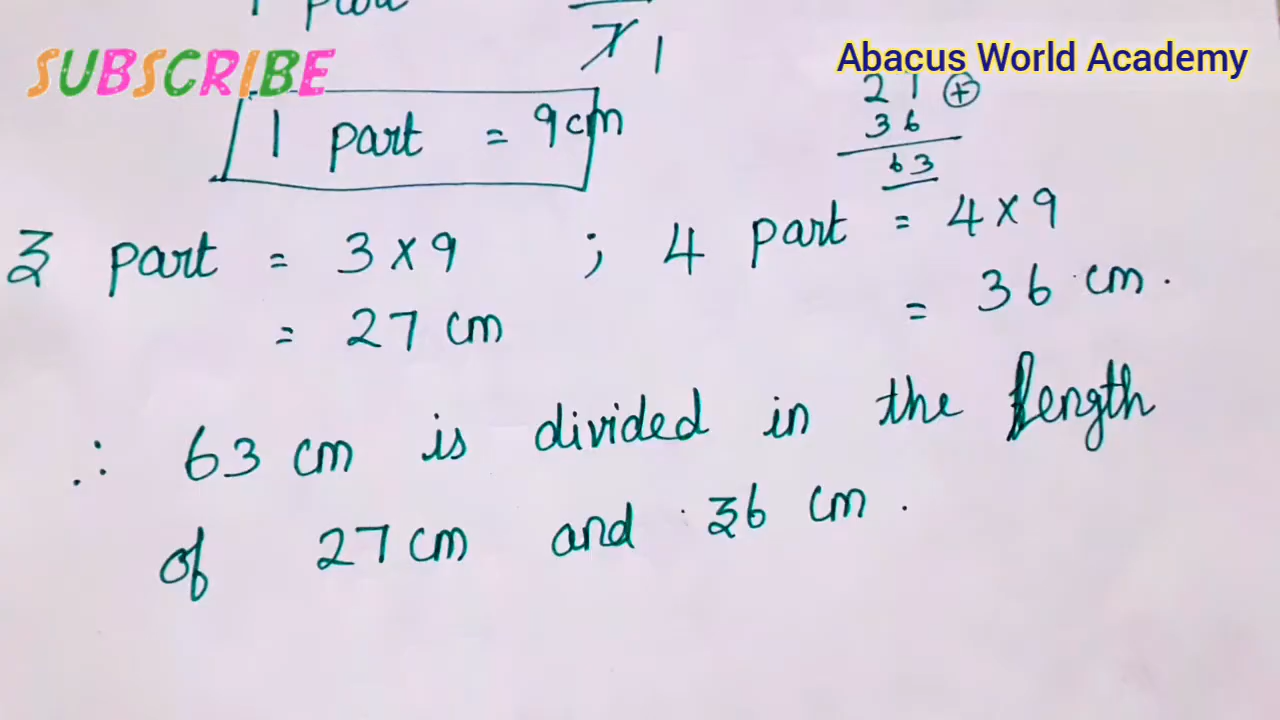 SUBSCRIBE
Abacus World Academy
1 part = 9cm
21 +
36
63
3 part = 3 x 9 ; 4 part = 4 x 9
= 27 cm
= 36 cm.
∴ 63 cm is divided in the length
of 27 cm and 36 cm.